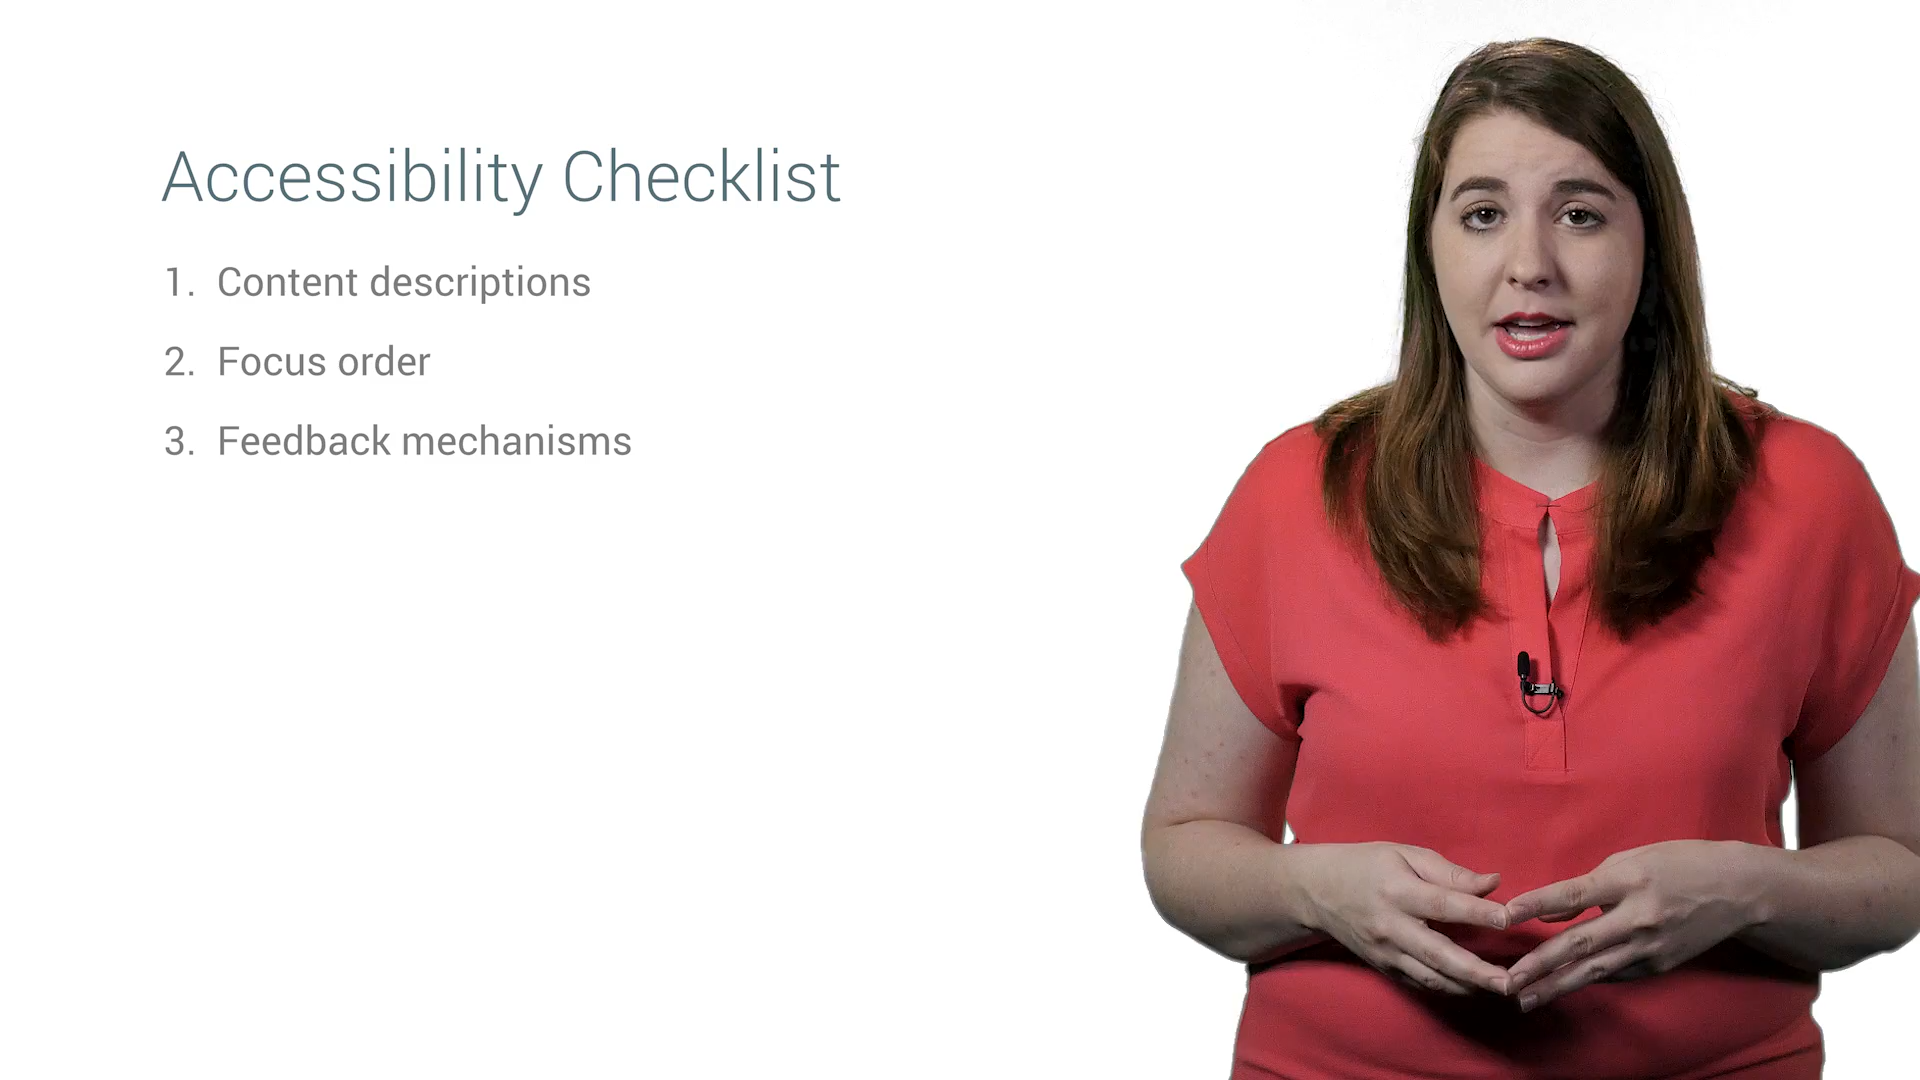 Accessibility Checklist
1. Content descriptions
2. Focus order
3. Feedback mechanisms